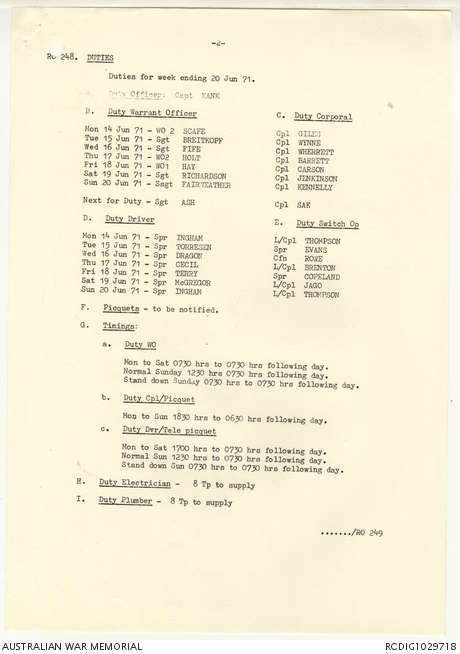 -2-
RO 248. DUTIES
Duties for week ending 20 Jun 71.
A. Duty Officer: Capt KANE
B. Duty Warrant Officer
C. Duty Corporal
Mon 14 Jun 71 - WO 2 SCAFE Cpl GILDI
Tue 15 Jun 71 - Sgt BREITKOPF Cpl WYNNE
Wed 16 Jun 71 - Sgt FIFE Cpl WHERRETT
Thu 17 Jun 71 - WO2 HOLT Cpl BARRETT
Fri 18 Jun 71 - WO1 HAY Cpl CARSON
Sat 19 Jun 71 - Sgt RICHARDSON Cpl JENKINSON
Sun 20 Jun 71 - Ssgt FAIRWEATHER Cpl KENNELLY
Next for Duty - Sgt ASH Cpl SAK
D. Duty Driver E. Duty Switch Op
Mon 14 Jun 71 - Spr INGHAM L/Cpl THOMPSON
Tue 15 Jun 71 - Spr TORRESEN Spr EVANS
Wed 16 Jun 71 - Spr DRAGON Cfn ROWE
Thu 17 Jun 71 - Spr CECIL L/Cpl BRENTON
Fri 18 Jun 71 - Spr TERRY Spr COPELAND
Sat 19 Jun 71 - Spr McGREGOR L/Cpl JAGO
Sun 20 Jun 71 - Spr INGHAM L/Cpl THOMPSON
F. Picquets - to be notified.
G. Timings:
a. Duty WO
Mon to Sat 0730 hrs to 0730 hrs following day.
Normal Sunday 1230 hrs 0730 hrs following day.
Stand down Sunday 0730 hrs to 0730 hrs following day.
b. Duty Cpl/Picquet
Mon to Sun 1830 hrs to 0630 hrs following day.
c. Duty Dvr/Tele picquet
Mon to Sat 1700 hrs to 0730 hrs following day.
Normal Sun 1230 hrs to 0730 hrs following day.
Stand down Sun 0730 hrs to 0730 hrs following day.
H. Duty Electrician - 8 Tp to supply
I. Duty Plumber - 8 Tp to supply
......./RO 249
AUSTRALIAN WAR MEMORIAL
RCDIG1029718